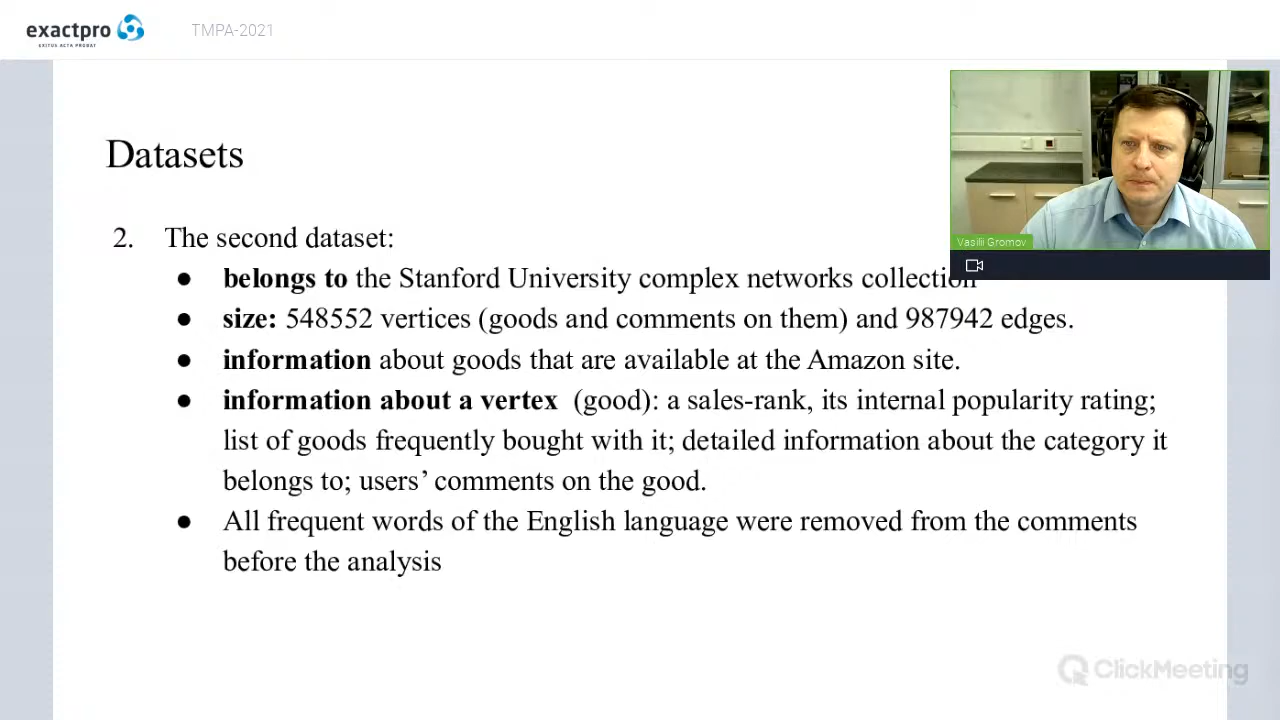 exactpro
EXITUS ACTA PROBAT
TMPA-2021
Datasets
Vasilii Gromov
2. The second dataset:
● belongs to the Stanford University complex networks collection
● size: 548552 vertices (goods and comments on them) and 987942 edges.
● information about goods that are available at the Amazon site.
● information about a vertex (good): a sales-rank, its internal popularity rating;
list of goods frequently bought with it; detailed information about the category it
belongs to; users’ comments on the good.
● All frequent words of the English language were removed from the comments
before the analysis
ClickMeeting